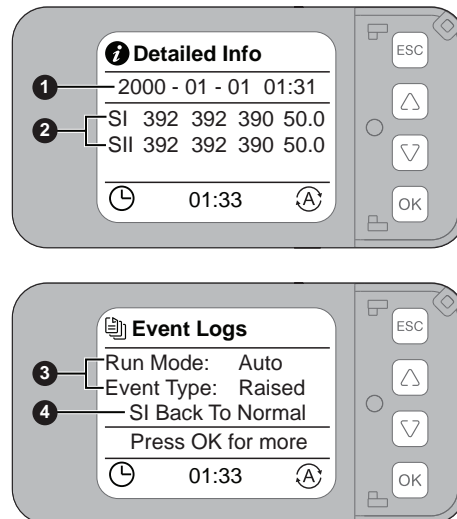 Detailed Info
1
2000 - 01 - 01 01:31
2
SI 392 392 390 50.0
SII 392 392 390 50.0
01:33
A
ESC
OK
Event Logs
3
Run Mode: Auto
Event Type: Raised
4
SI Back To Normal
Press OK for more
01:33
A
ESC
OK